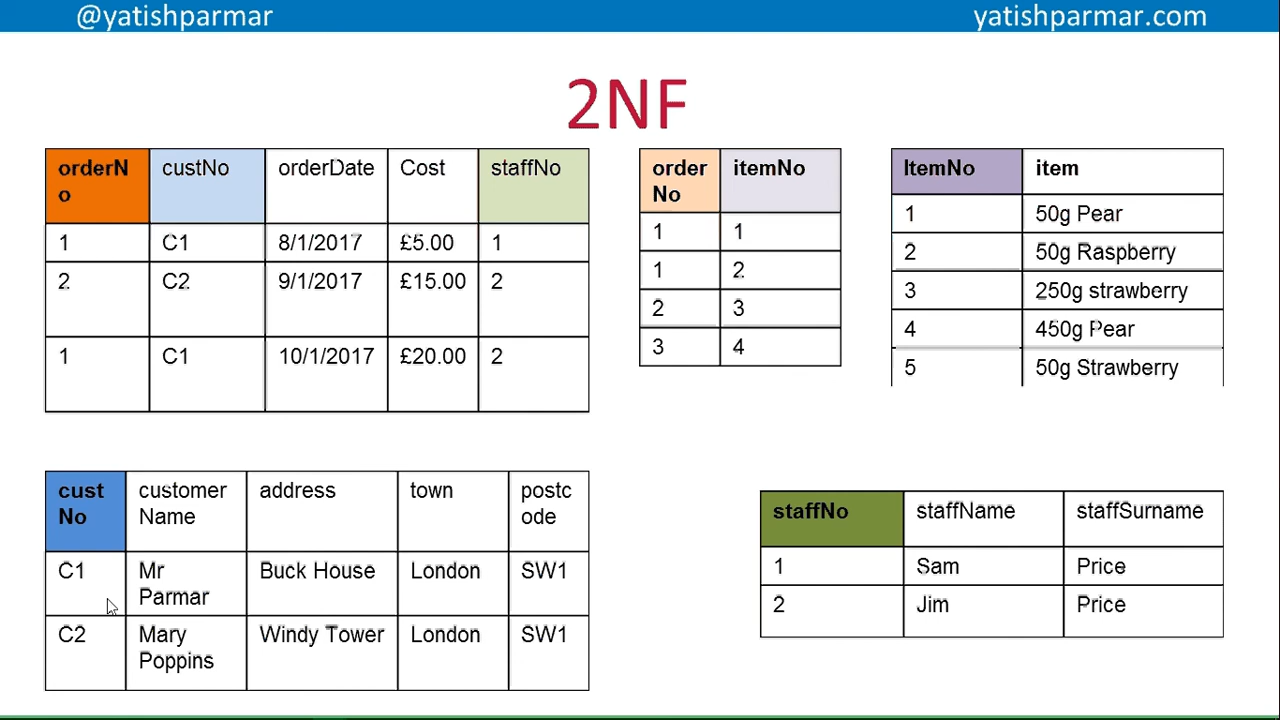 @yatishparmar
yatishparmar.com
2NF
orderN
o
custNo
orderDate
Cost
staffNo
1
C1
8/1/2017
£5.00
1
2
C2
9/1/2017
£15.00
2
1
C1
10/1/2017
£20.00
2
order
No
itemNo
1
1
1
2
2
3
3
4
ItemNo
item
1
50g Pear
2
50g Raspberry
3
250g strawberry
4
450g Pear
5
50g Strawberry
cust
No
customer
Name
address
town
postc
ode
C1
Mr
Parmar
Buck House
London
SW1
C2
Mary
Poppins
Windy Tower
London
SW1
staffNo
staffName
staffSurname
1
Sam
Price
2
Jim
Price